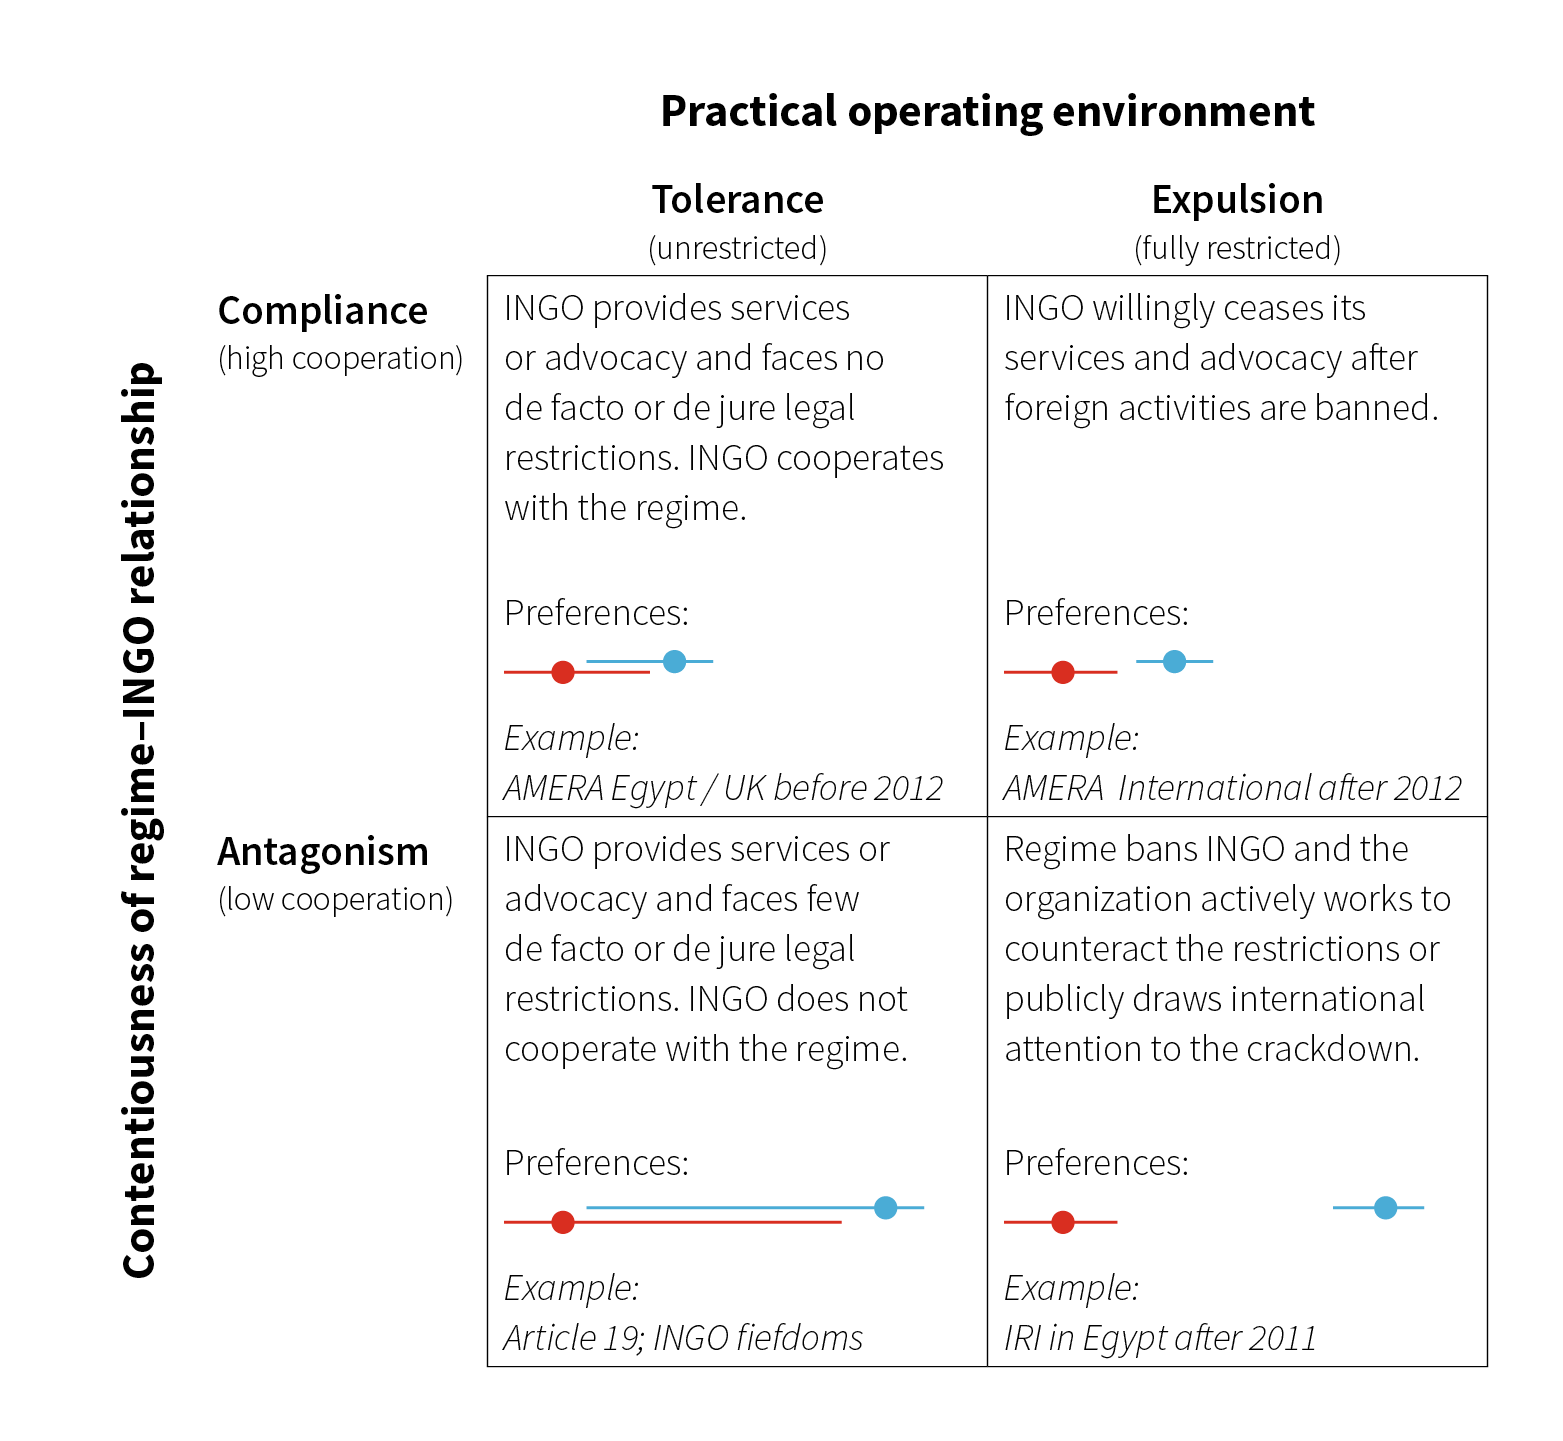 Practical operating environment
Tolerance
(unrestricted)
Expulsion
(fully restricted)
Contentiousness of regime–INGO relationship
Compliance
(high cooperation)
INGO provides services
or advocacy and faces no
de facto or de jure legal
restrictions. INGO cooperates
with the regime.
Preferences:
Example:
AMERA Egypt / UK before 2012
INGO willingly ceases its
services and advocacy after
foreign activities are banned.
Preferences:
Example:
AMERA International after 2012
Antagonism
(low cooperation)
INGO provides services or
advocacy and faces few
de facto or de jure legal
restrictions. INGO does not
cooperate with the regime.
Preferences:
Example:
Article 19; INGO fiefdoms
Regime bans INGO and the
organization actively works to
counteract the restrictions or
publicly draws international
attention to the crackdown.
Preferences:
Example:
IRI in Egypt after 2011